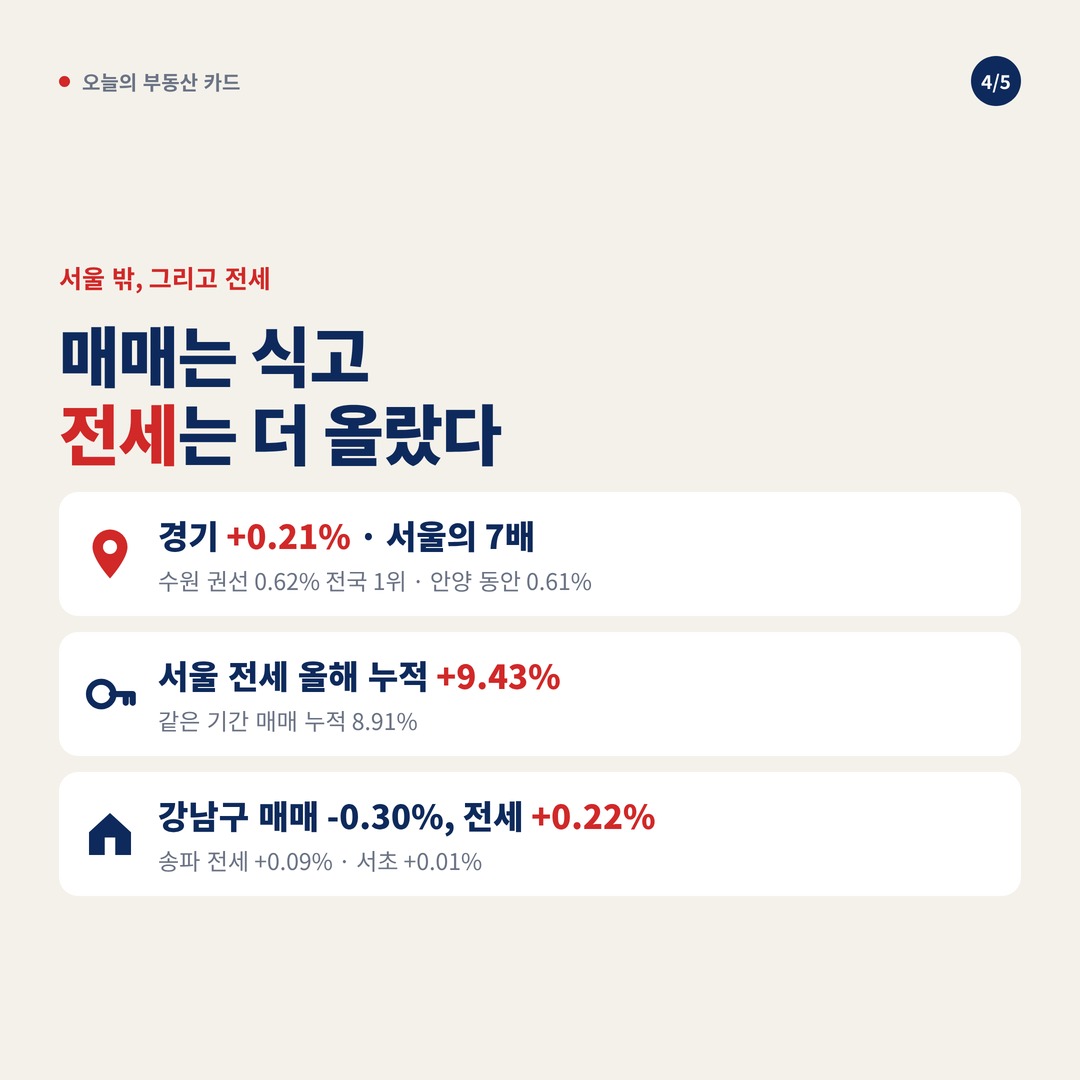 오늘의 부동산 카드
4/5
서울 밖, 그리고 전세
매매는 식고
전세는 더 올랐다
경기 +0.21% · 서울의 7배
수원 권선 0.62% 전국 1위 · 안양 동안 0.61%
서울 전세 올해 누적 +9.43%
같은 기간 매매 누적 8.91%
강남구 매매 -0.30%, 전세 +0.22%
송파 전세 +0.09% · 서초 +0.01%